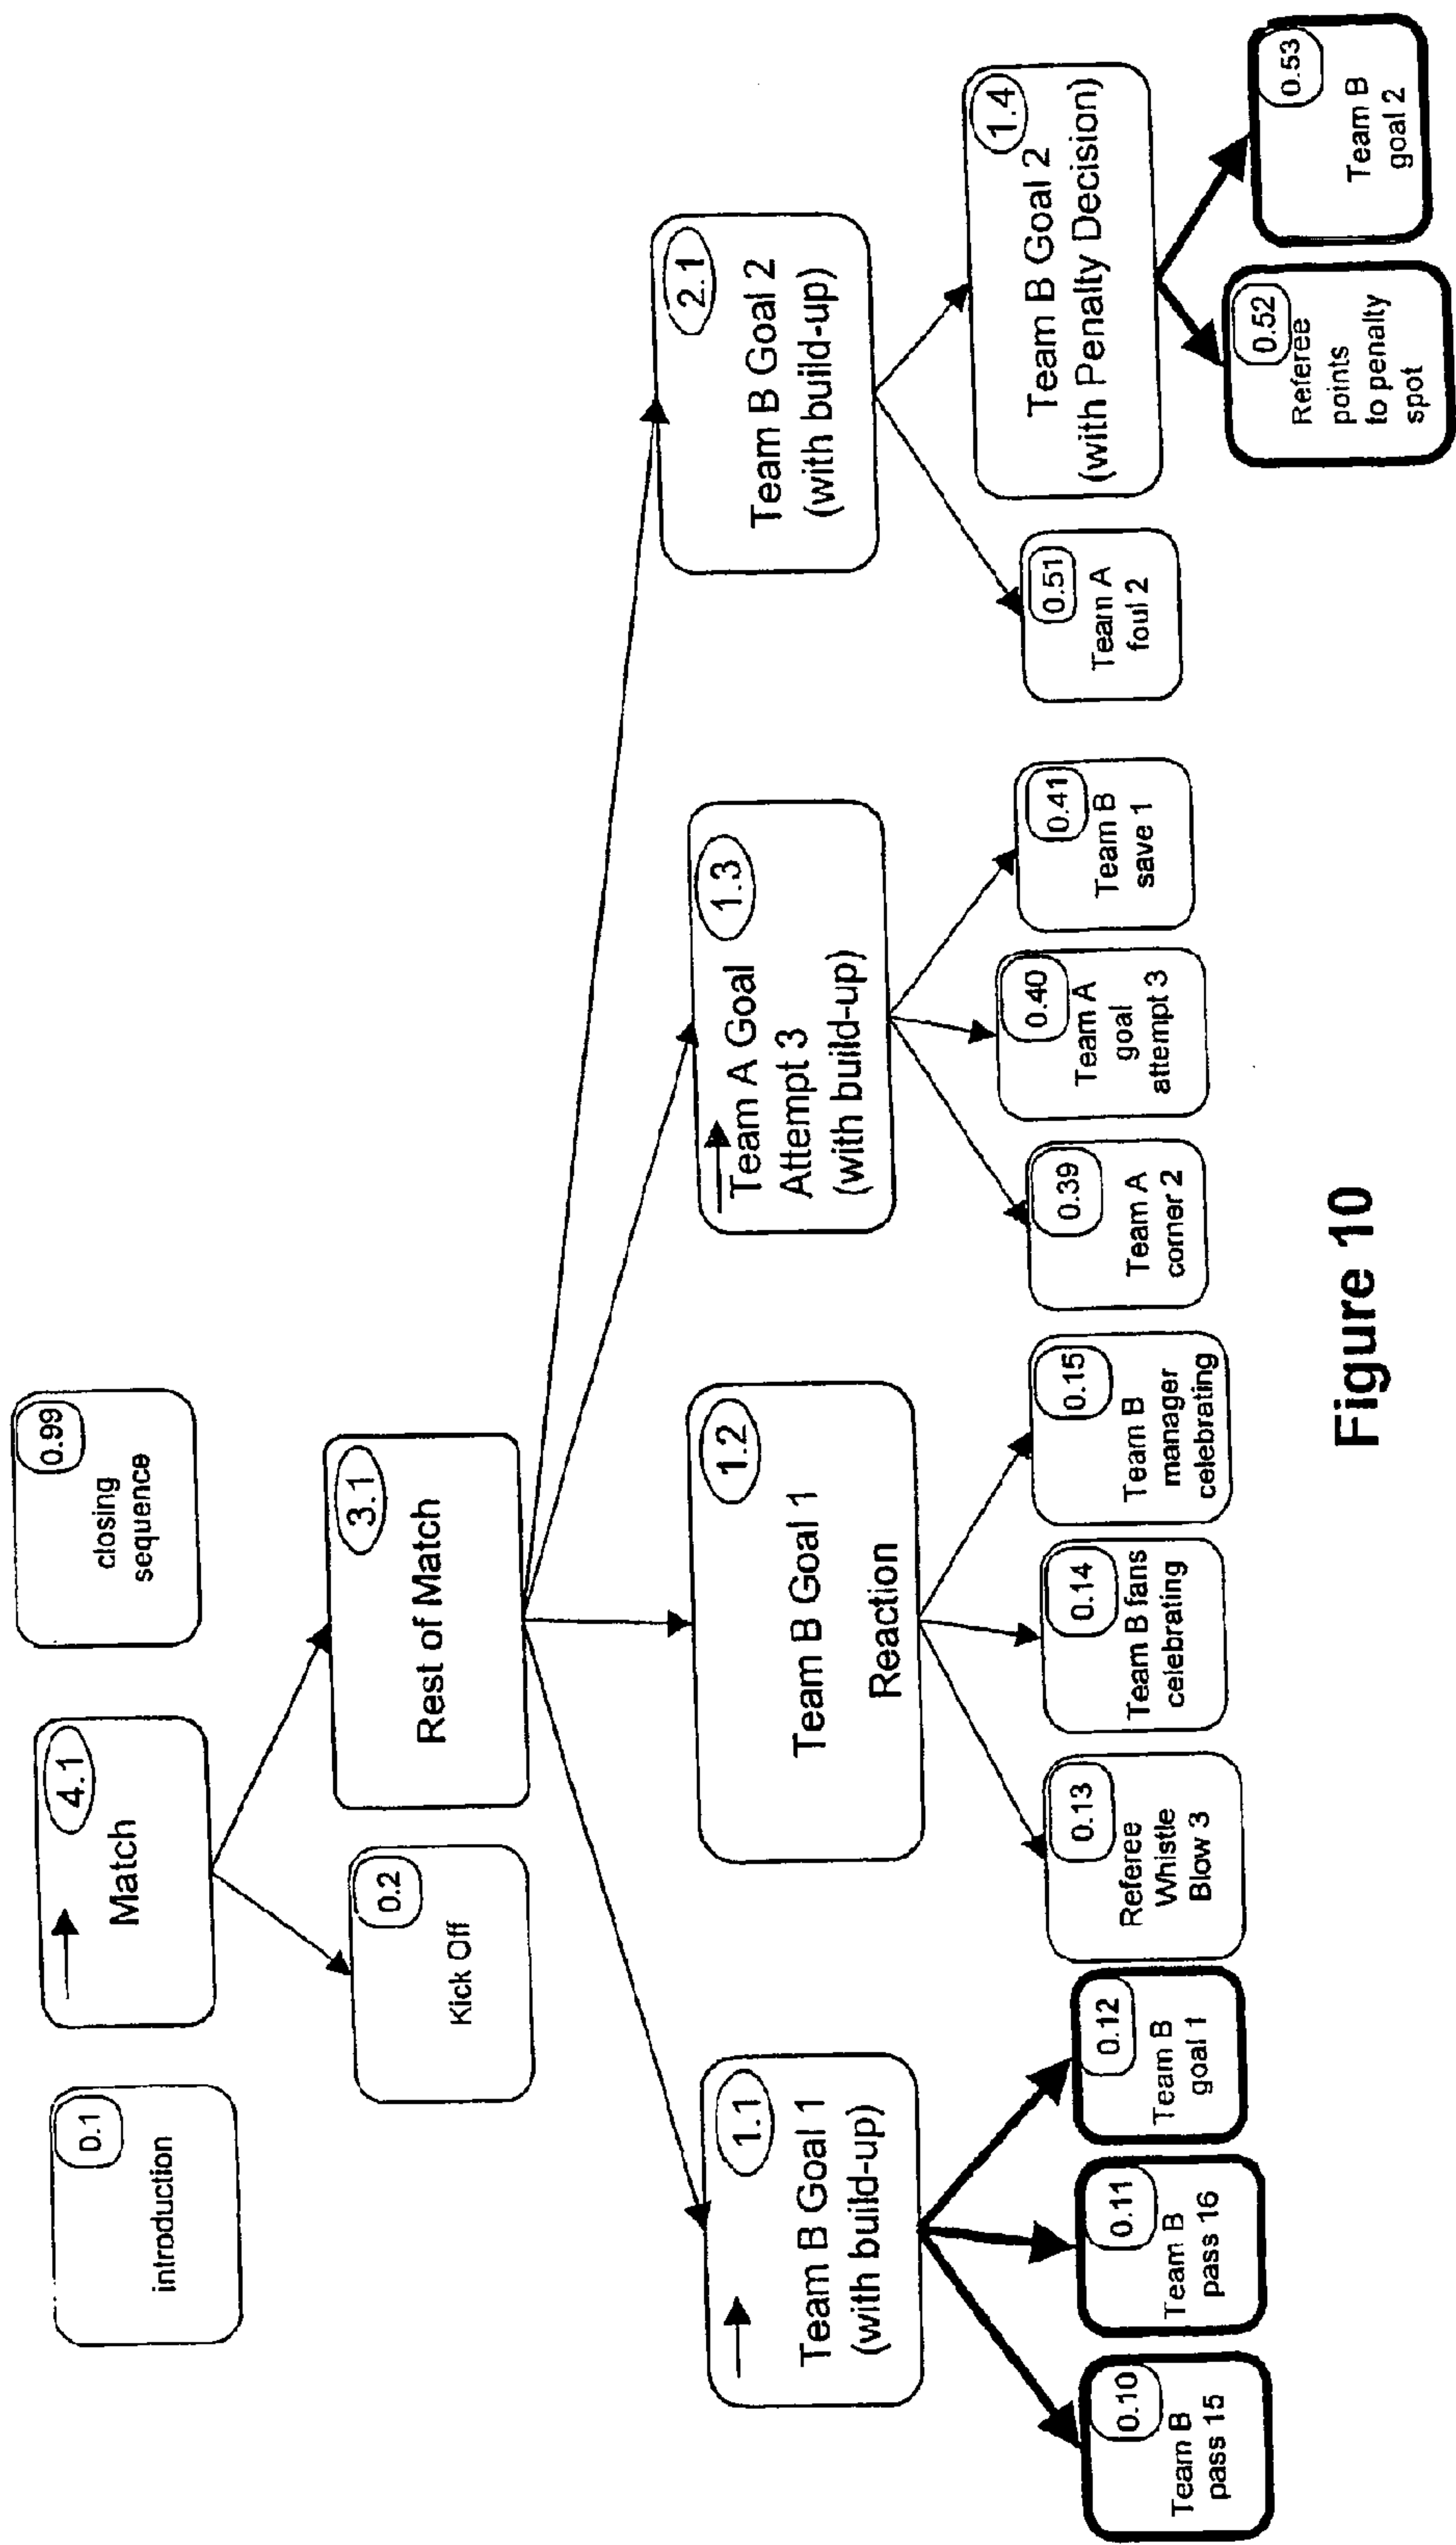 0.1
introduction
4.1
Match
0.99
closing
sequence
0.2
Kick Off
3.1
Rest of Match
1.1
Team B Goal 1
(with build-up)
1.2
Team B Goal 1
Reaction
1.3
Team A Goal
Attempt 3
(with build-up)
2.1
Team B Goal 2
(with build-up)
0.10
Team B
pass 15
0.11
Team B
pass 16
0.12
Team B
goal 1
0.13
Referee
Whistle
Blow 3
0.14
Team B fans
celebrating
0.15
Team B
manager
celebrating
0.39
Team A
corner 2
0.40
Team A
goal
attempt 3
0.41
Team B
save 1
0.51
Team A
foul 2
1.4
Team B Goal 2
(with Penalty Decision)
0.52
Referee
points
to penalty
spot
0.53
Team B
goal 2
Figure 10